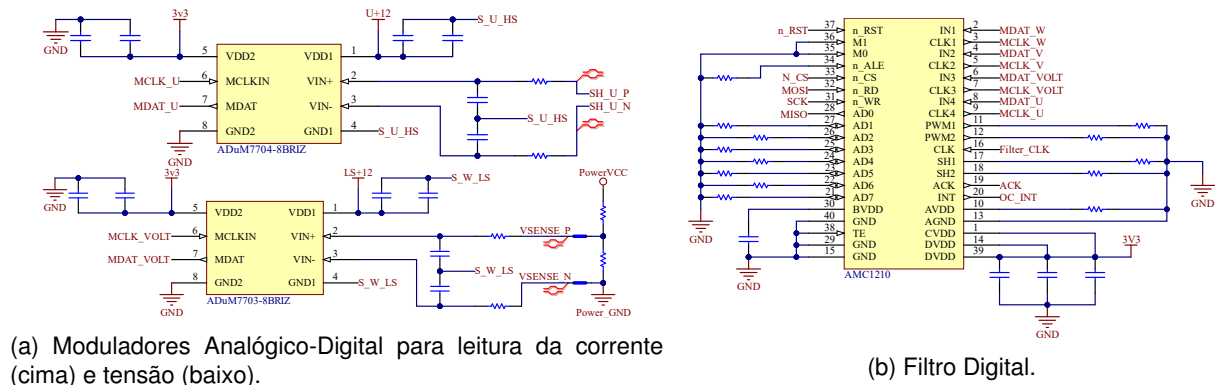 3v3
U+12
S_U_HS
GND
5 VDD2 VDD1 1
MCLK_U 6 MCLKIN VIN+ 2
SH_U_P
MDAT_U 7 MDAT VIN- 3
SH_U_N
S_U_HS
8 GND2 GND1 4 S_U_HS
GND
ADuM7704-8BRIZ
3v3
LS+12
S_W_LS
PowerVCC
GND
5 VDD2 VDD1 1
MCLK_VOLT 6 MCLKIN VIN+ 2
VSENSE_P
MDAT_VOLT 7 MDAT VIN- 3
S_W_LS
VSENSE_N
8 GND2 GND1 4 S_W_LS
GND
ADuM7703-8BRIZ
Power_GND
(a) Moduladores Analógico-Digital para leitura da corrente
(cima) e tensão (baixo).
n_RST 37 n_RST IN1 2 MDAT_W
36 M1 CLK1 3 MCLK_W
35 M0 IN2 4 MDAT_V
34 n_ALE CLK2 5 MCLK_V
N_CS 33 n_CS IN3 6 MDAT_VOLT
MOSI 32 n_RD CLK3 7 MCLK_VOLT
SCK 31 n_WR IN4 8 MDAT_U
MISO 28 AD0 CLK4 9 MCLK_U
27 AD1 PWM1 11
26 AD2 PWM2 12
25 AD3 CLK 16 Filter_CLK
24 AD4 SH1 17
23 AD5 SH2 18
22 AD6 ACK 19 ACK
21 AD7 INT 20 OC_INT
30 BVDD AVDD 10
40 GND AGND 13
38 TE CVDD 1
29 GND DVDD 14
15 GND DVDD 39
3V3
GND
GND
GND
GND
AMC1210
(b) Filtro Digital.